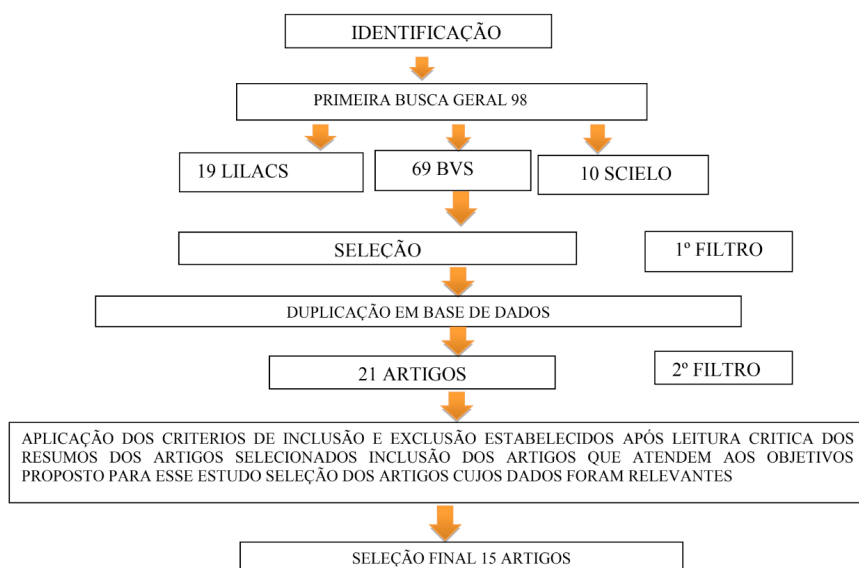 IDENTIFICAÇÃO
PRIMEIRA BUSCA GERAL 98
19 LILACS
69 BVS
10 SCIELO
SELEÇÃO
1º FILTRO
DUPLICAÇÃO EM BASE DE DADOS
21 ARTIGOS
2º FILTRO
APLICAÇÃO DOS CRITERIOS DE INCLUSÃO E EXCLUSÃO ESTABELECIDOS APÓS LEITURA CRITICA DOS
RESUMOS DOS ARTIGOS SELECIONADOS INCLUSÃO DOS ARTIGOS QUE ATENDEM AOS OBJETIVOS
PROPOSTO PARA ESSE ESTUDO SELEÇÃO DOS ARTIGOS CUJOS DADOS FORAM RELEVANTES
SELEÇÃO FINAL 15 ARTIGOS